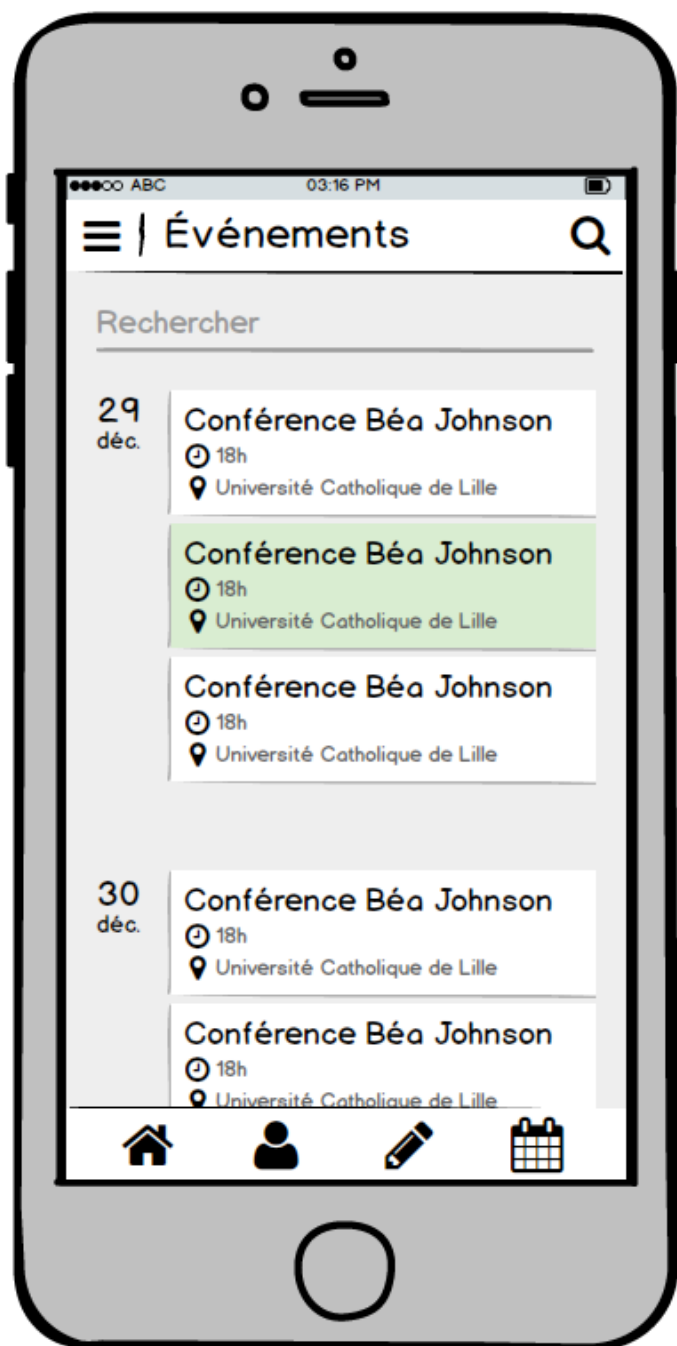 ABC 03:16 PM
Événements
Rechercher
29
déc.
Conférence Béa Johnson
18h
Université Catholique de Lille
Conférence Béa Johnson
18h
Université Catholique de Lille
Conférence Béa Johnson
18h
Université Catholique de Lille
30
déc.
Conférence Béa Johnson
18h
Université Catholique de Lille
Conférence Béa Johnson
18h
Université Catholique de Lille